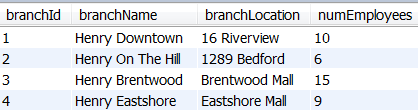 branchId branchName branchLocation numEmployees
1 Henry Downtown 16 Riverview 10
2 Henry On The Hill 1289 Bedford 6
3 Henry Brentwood Brentwood Mall 15
4 Henry Eastshore Eastshore Mall 9